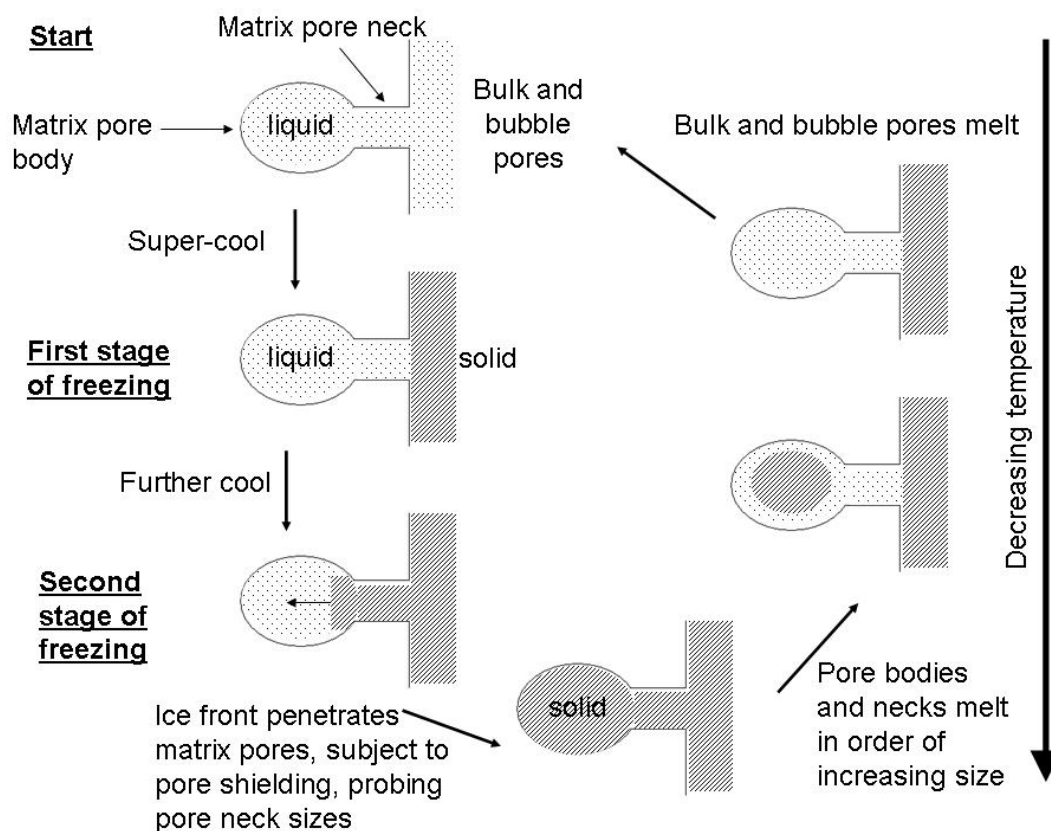 Start
Matrix pore neck
Matrix pore
body
liquid
Bulk and
bubble
pores
Bulk and bubble pores melt
Super-cool
First stage
of freezing
liquid
solid
Further cool
Second
stage of
freezing
Ice front penetrates
matrix pores, subject to
pore shielding, probing
pore neck sizes
solid
Pore bodies
and necks melt
in order of
increasing size
Decreasing temperature